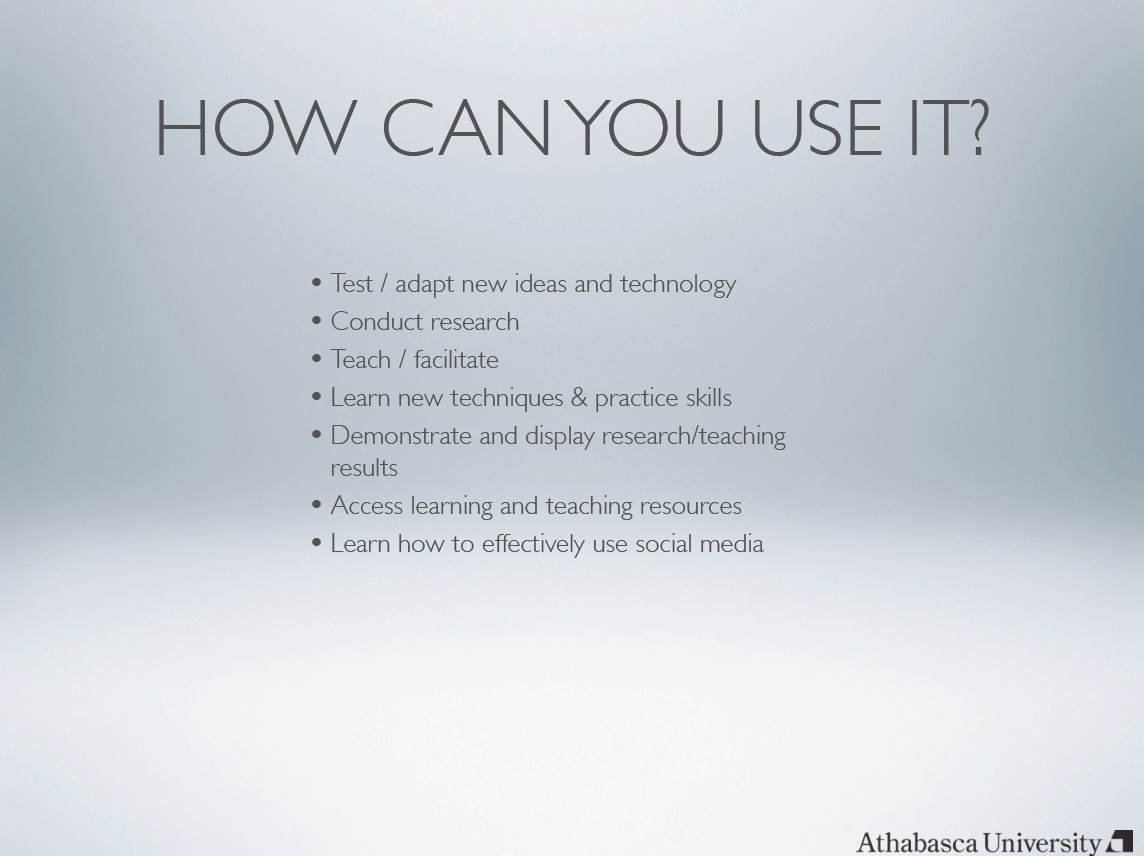 HOW CAN YOU USE IT?
• Test / adapt new ideas and technology
• Conduct research
• Teach / facilitate
• Learn new techniques & practice skills
• Demonstrate and display research/teaching
results
• Access learning and teaching resources
• Learn how to effectively use social media
Athabasca University